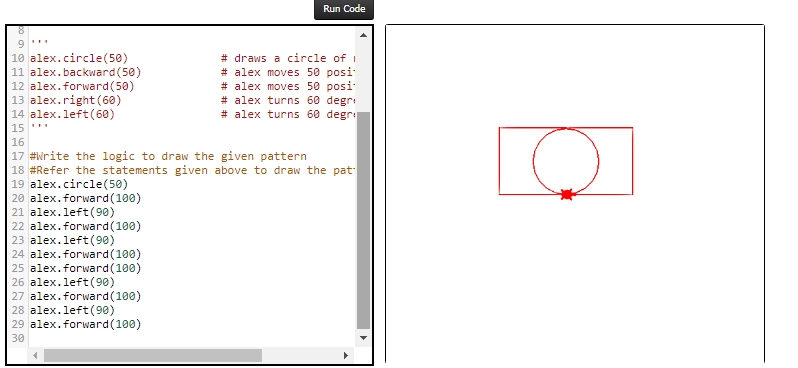 Run Code
8
9 '''
10 alex.circle(50) # draws a circle of
11 alex.backward(50) # alex moves 50
12 alex.forward(50) # alex moves 50
13 alex.right(60) # alex turns 60
14 alex.left(60) # alex turns 60
15 '''
16
17 #Write the logic to draw the given pattern
18 #Refer the statements given above to draw the
19 alex.circle(50)
20 alex.forward(100)
21 alex.left(90)
22 alex.forward(100)
23 alex.left(90)
24 alex.forward(100)
25 alex.forward(100)
26 alex.left(90)
27 alex.forward(100)
28 alex.left(90)
29 alex.forward(100)
30